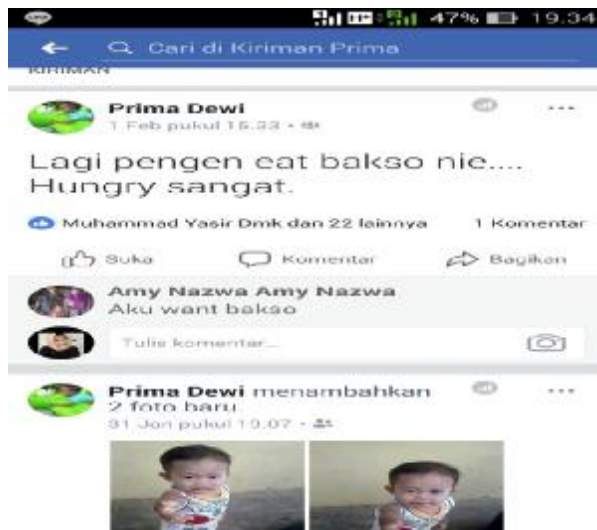 47% 19.34
Cari di Kiriman Prima
KIRIMAN
Prima Dewi
1 Feb pukul 15.33
Lagi pengen eat bakso nie....
Hungry sangat.
Muhammad Yasir Dmk dan 22 lainnya 1 Komentar
Suka Komentar Bagikan
Amy Nazwa Amy Nazwa
Aku want bakso
Tulis komentar...
Prima Dewi menambahkan
2 foto baru.
31 Jan pukul 19.07